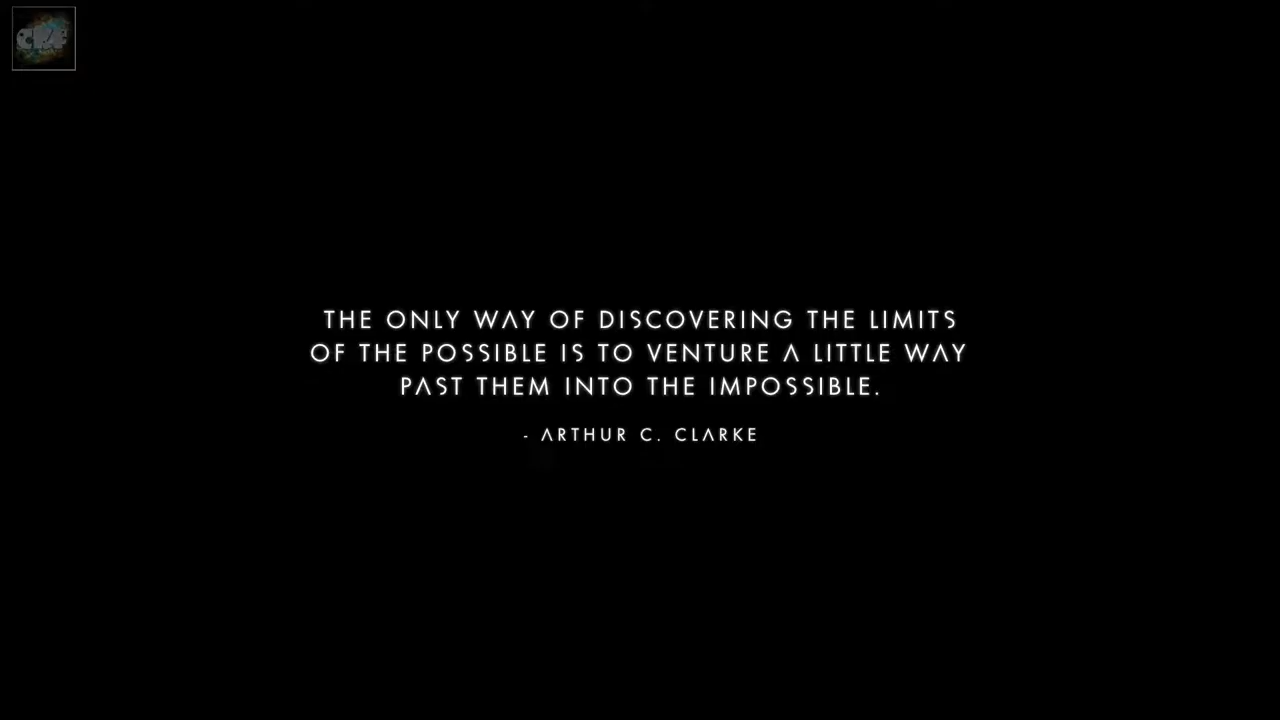 THE ONLY WAY OF DISCOVERING THE LIMITS
OF THE POSSIBLE IS TO VENTURE A LITTLE WAY
PAST THEM INTO THE IMPOSSIBLE.
- ARTHUR C. CLARKE